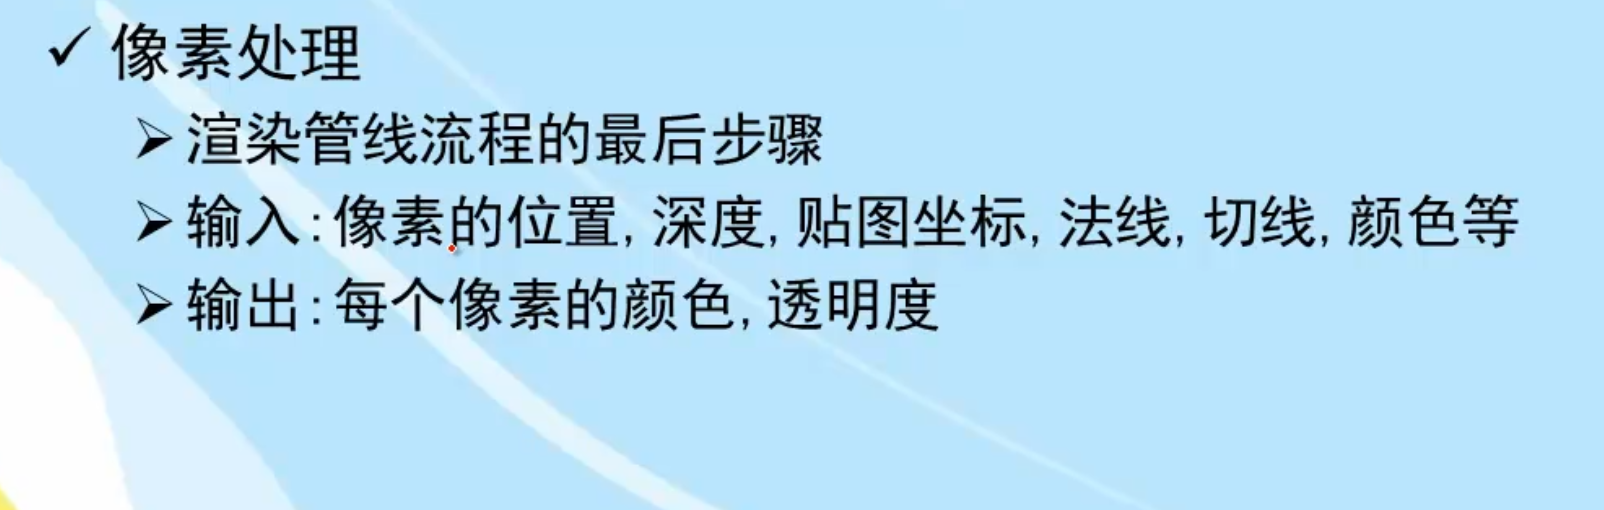 像素处理
渲染管线流程的最后步骤
输入:像素的位置,深度,贴图坐标,法线,切线,颜色等
输出:每个像素的颜色,透明度